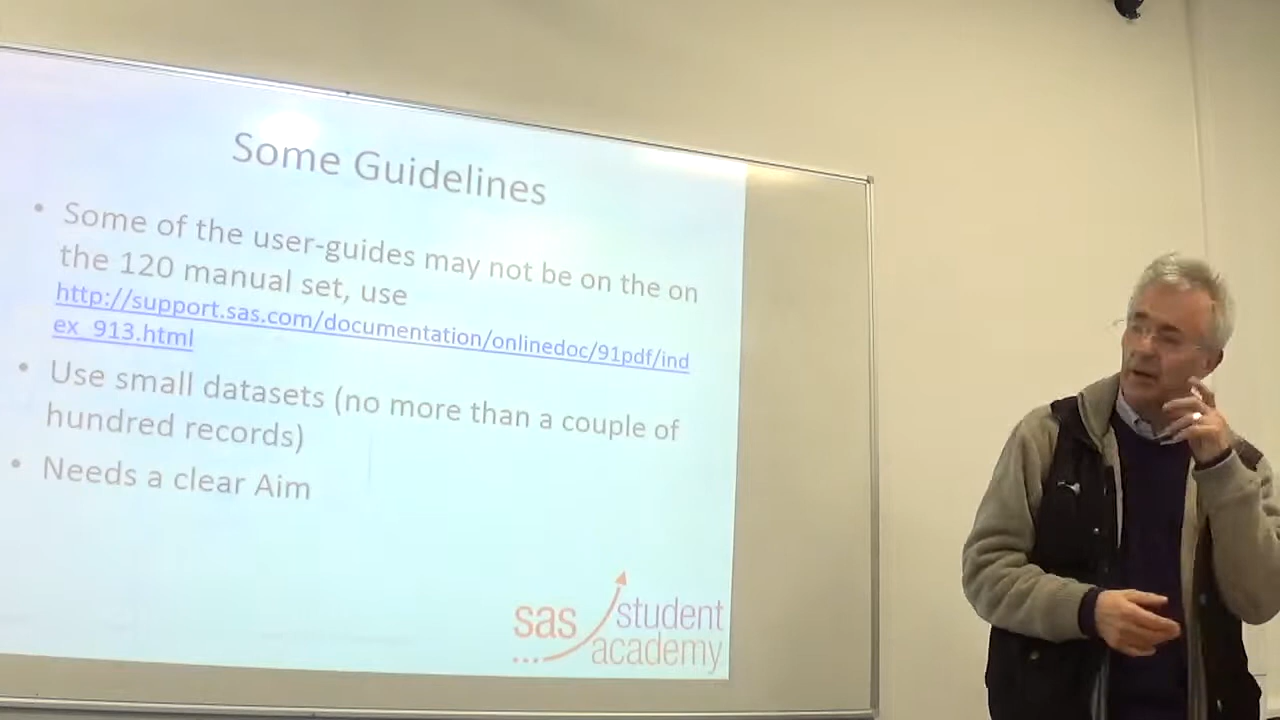 Some Guidelines
• Some of the user-guides may not be on the on
the 120 manual set, use
http://support.sas.com/documentation/onlinedoc/91pdf/ind
ex_913.html
• Use small datasets (no more than a couple of
hundred records)
• Needs a clear Aim
sas student
academy